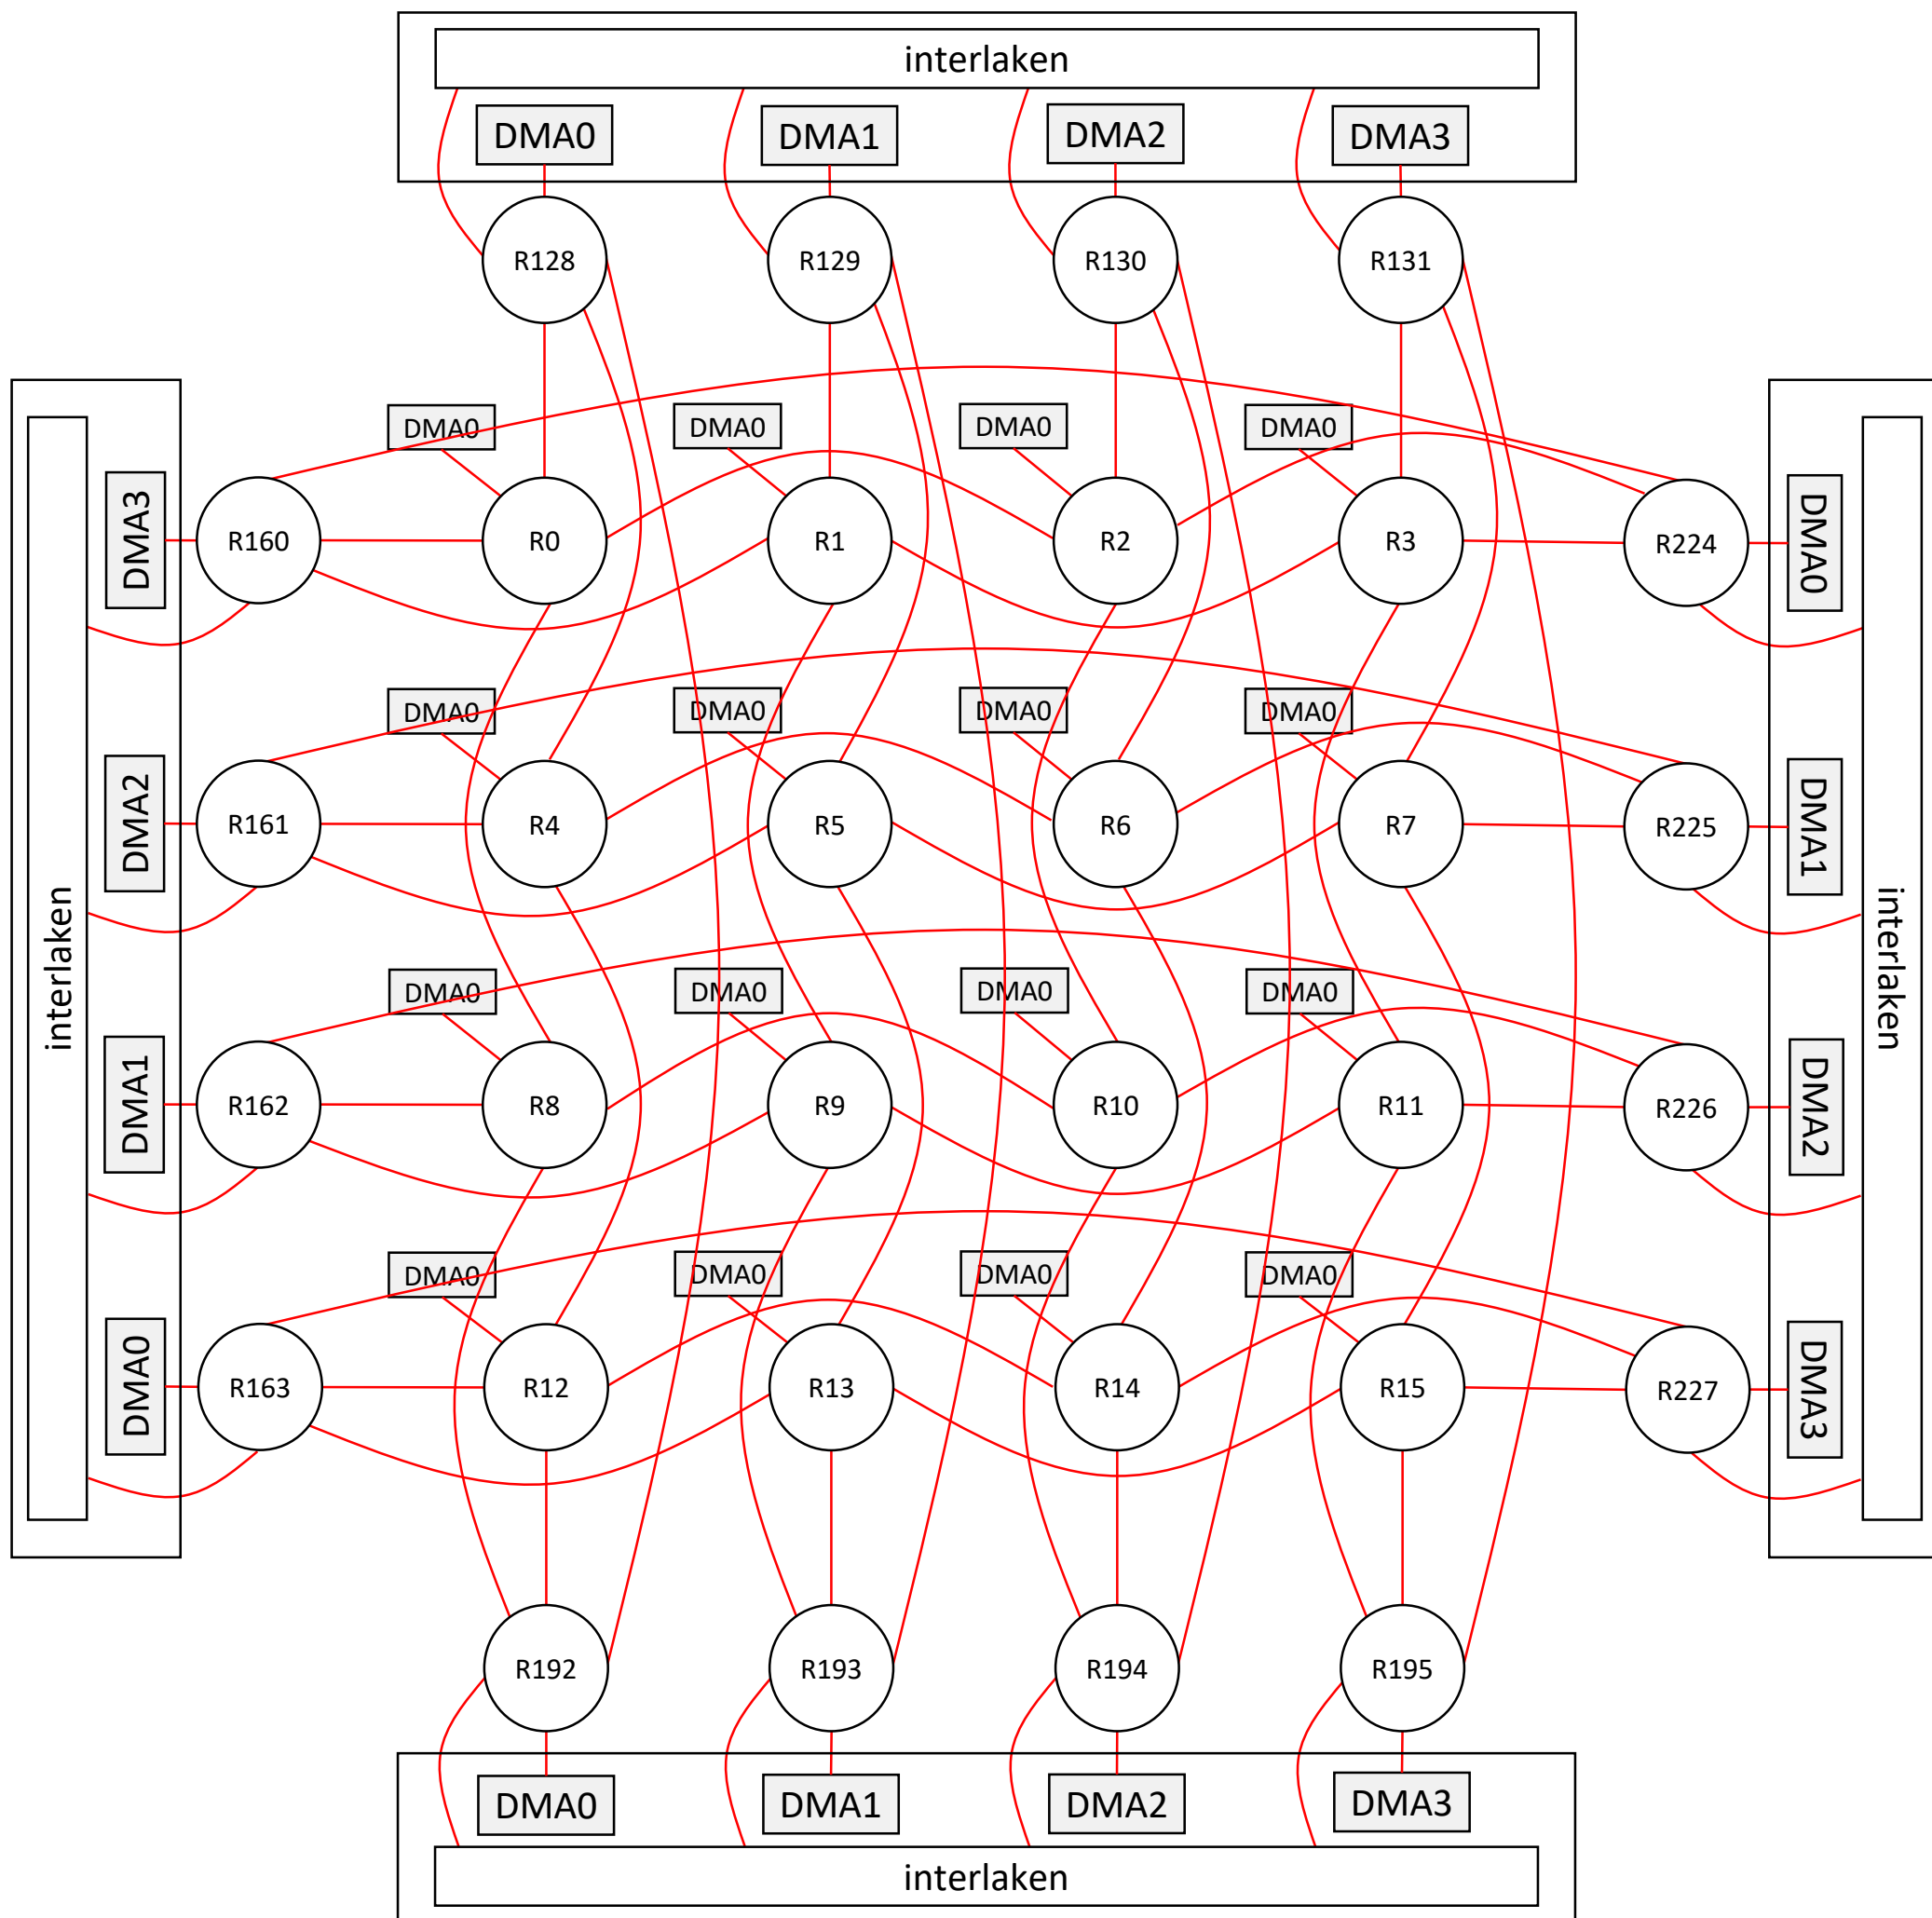 interlaken
DMA0
DMA1
DMA2
DMA3
R128
R129
R130
R131
DMA0
DMA0
DMA0
DMA0
DMA3
R160
R0
R1
R2
R3
R224
DMA0
DMA0
DMA0
DMA0
DMA0
DMA2
R161
R4
R5
R6
R7
R225
DMA1
interlaken
interlaken
DMA0
DMA0
DMA0
DMA0
DMA1
R162
R8
R9
R10
R11
R226
DMA2
DMA0
DMA0
DMA0
DMA0
DMA0
R163
R12
R13
R14
R15
R227
DMA3
R192
R193
R194
R195
DMA0
DMA1
DMA2
DMA3
interlaken